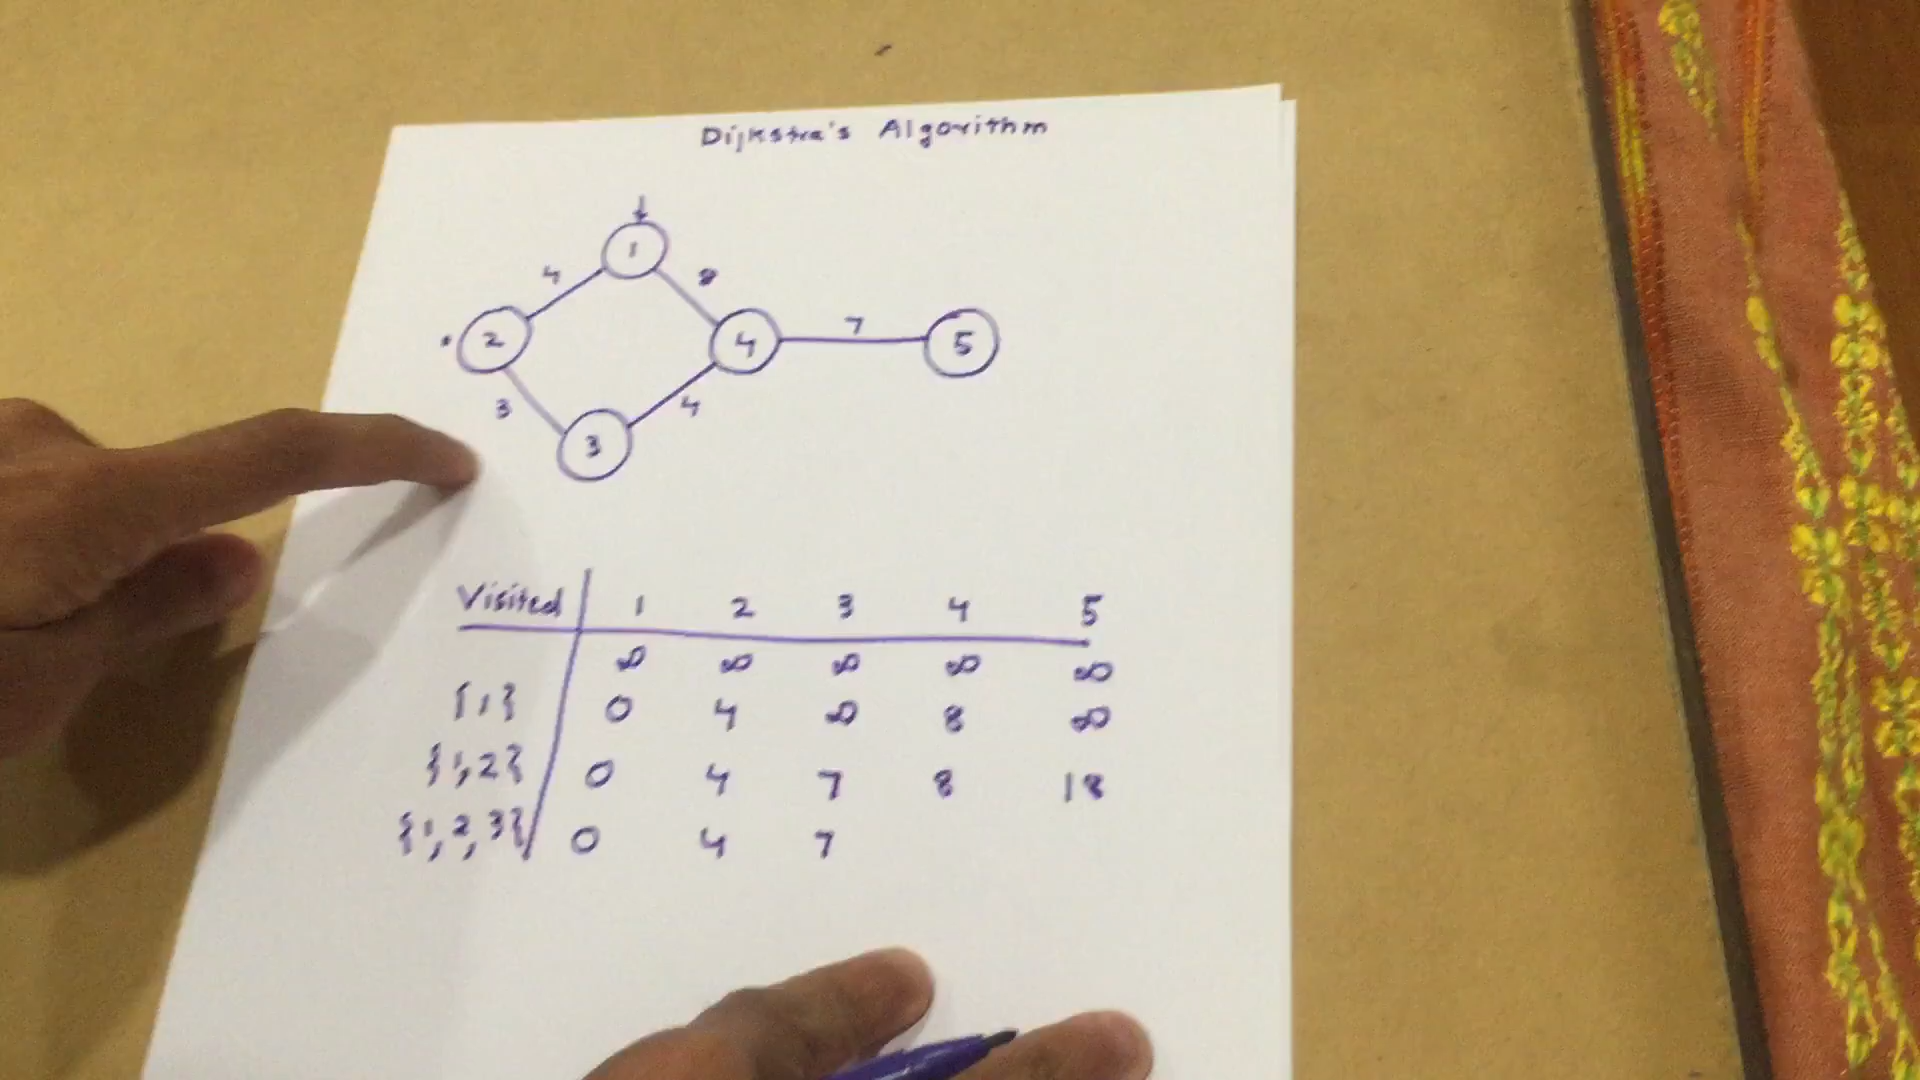 Dijkstra's Algorithm
1
4 8
2 4 7 5
3 4
3
Visited 1 2 3 4 5
∞ ∞ ∞ ∞ ∞
{1} 0 4 ∞ 8 ∞
{1,2} 0 4 7 8 18
{1,2,3} 0 4 7